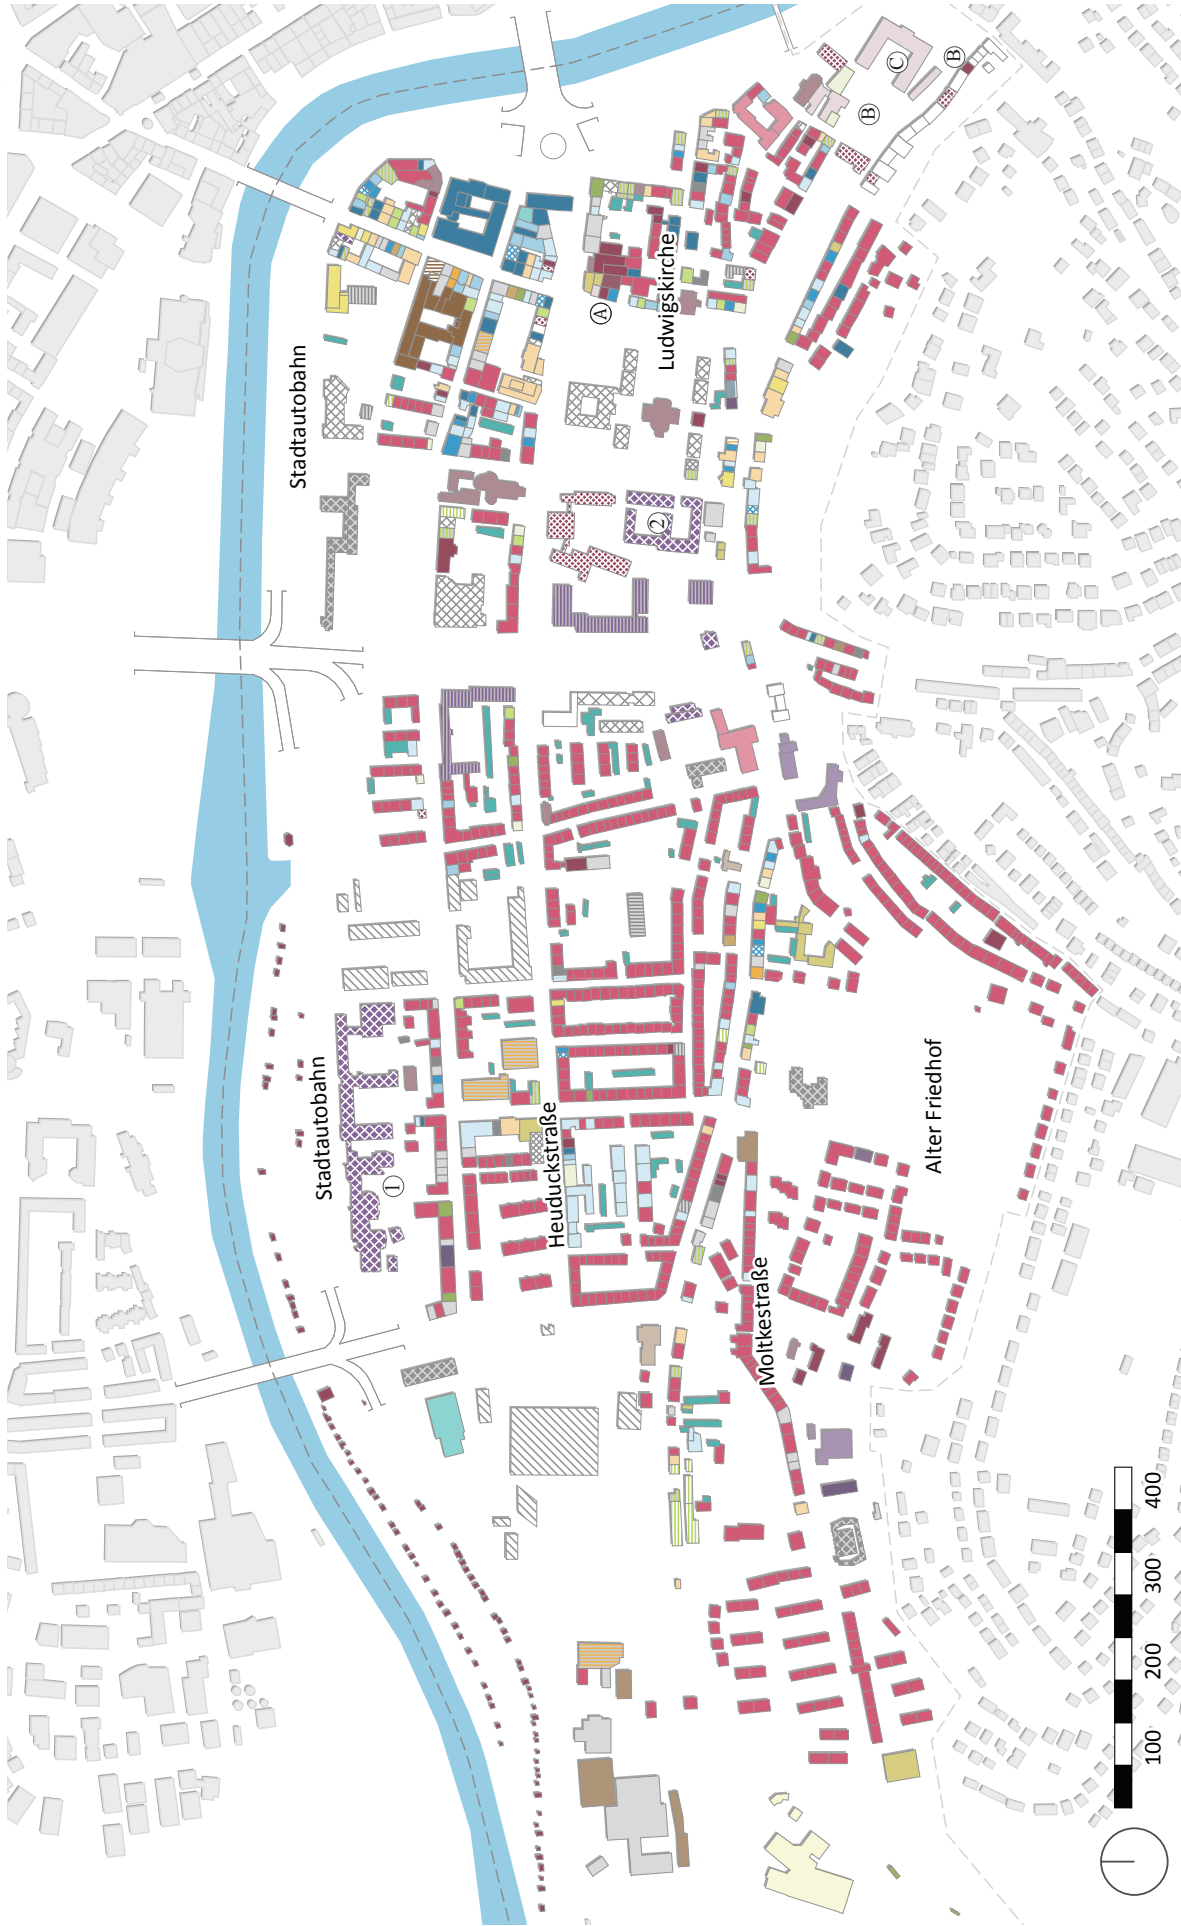 Stadtautobahn
Stadtautobahn
Ludwigskirche
Heuduckstraße
Moltkestraße
Alter Friedhof
1
2
A
B
B
C
100
200
300
400